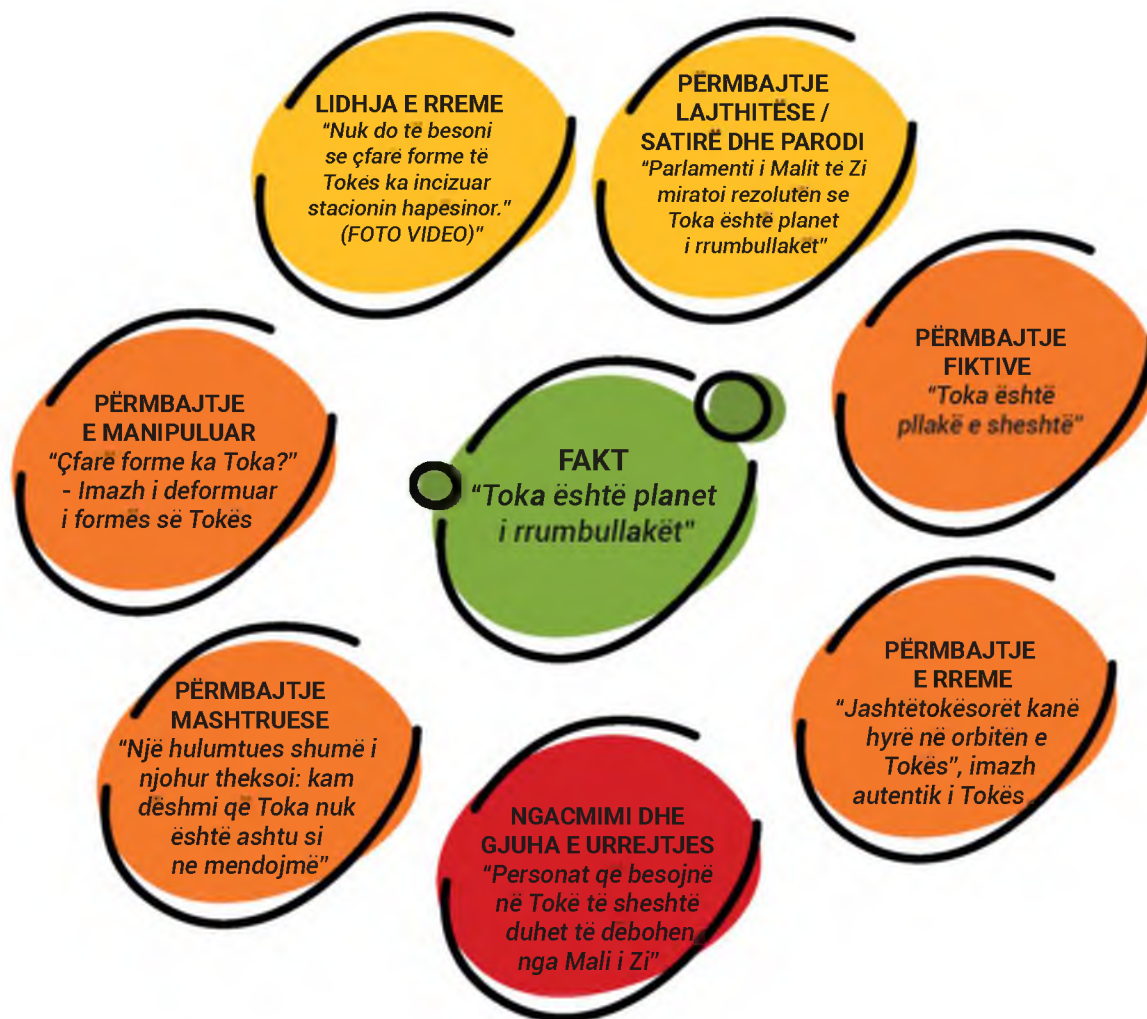 LIDHJA E RREME
“Nuk do të besoni
se çfarë forme të
Tokës ka incizuar
stacionin hapësinor.”
(FOTO VIDEO)”
PËRMBAJTJE
LAJTHITËSE /
SATIRË DHE PARODI
“Parlamenti i Malit të Zi
miratoi rezolutën se
Toka është planet
i rrumbullakët”
PËRMBAJTJE
FIKTIVE
“Toka është
pllakë e sheshtë”
PËRMBAJTJE
E MANIPULUAR
“Çfarë forme ka Toka?”
- Imazh i deformuar
i formës së Tokës
FAKT
“Toka është planet
i rrumbullakët”
PËRMBAJTJE
E RREME
“Jashtëtokësorët kanë
hyrë në orbitën e
Tokës”, imazh
autentik i Tokës
PËRMBAJTJE
MASHTRUESE
“Një hulumtues shumë i
njohur theksoi: kam
dëshmi që Toka nuk
është ashtu si
ne mendojmë”
NGACMIMI DHE
GJUHA E URREJTJES
“Personat që besojnë
në Tokë të sheshtë
duhet të dëbohen
nga Mali i Zi”